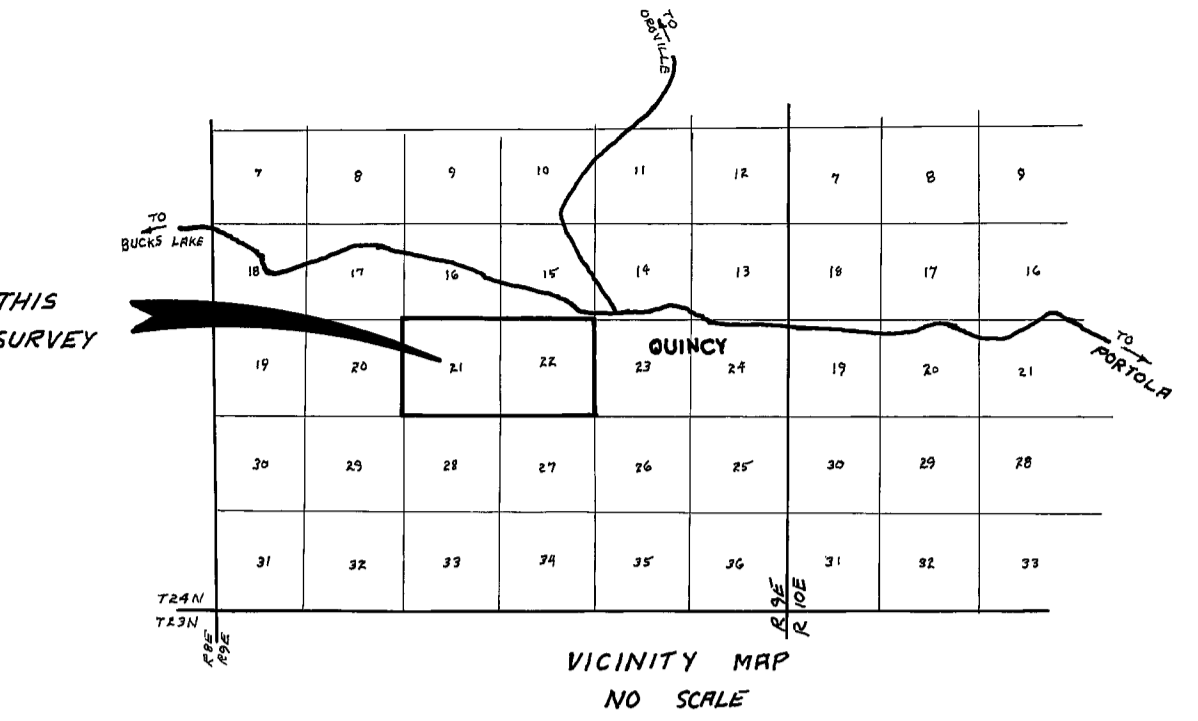 TO
OROVILLE
7 8 9 10 11 12 7 8 9
TO
BUCKS LAKE
18 17 16 15 14 13 18 17 16
THIS
SURVEY
QUINCY
TO
PORTOLA
19 20 21 22 23 24 19 20 21
30 29 28 27 26 25 30 29 28
31 32 33 34 35 36 31 32 33
T24N
T23N
R8E
R9E
R9E
R10E
VICINITY MAP
NO SCALE